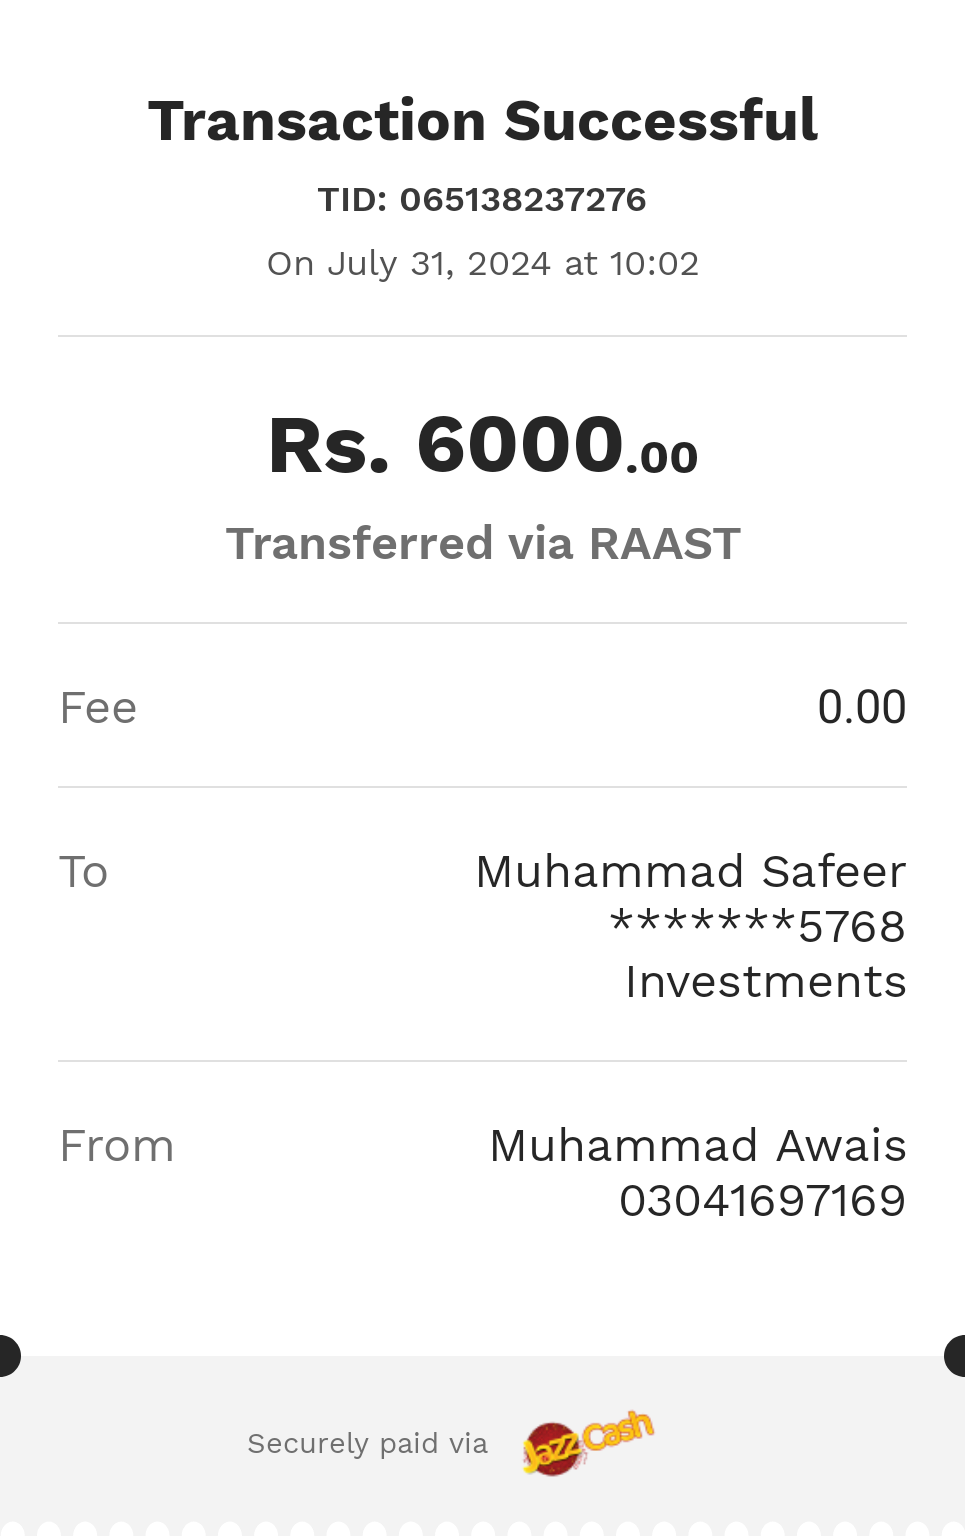 Transaction Successful
TID: 065138237276
On July 31, 2024 at 10:02
Rs. 6000.00
Transferred via RAAST
Fee 0.00
To Muhammad Safeer
*******5768
Investments
From Muhammad Awais
03041697169
Securely paid via JazzCash